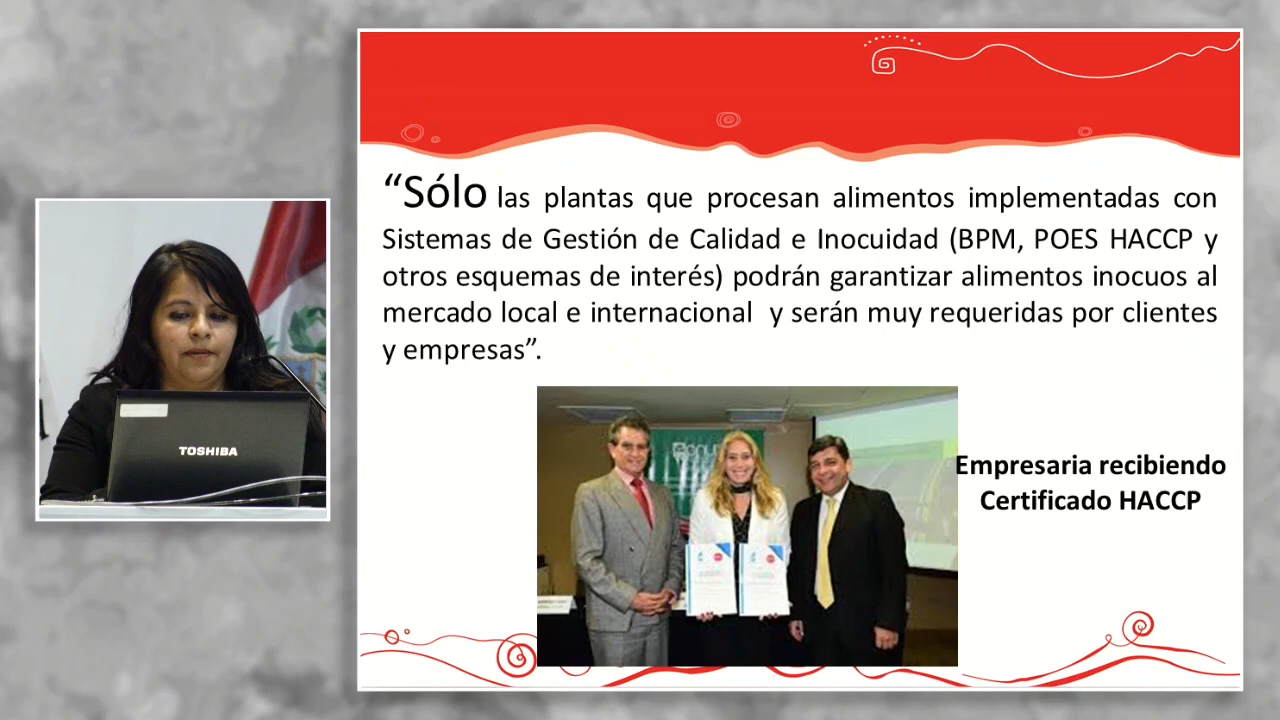 “Sólo las plantas que procesan alimentos implementadas con
Sistemas de Gestión de Calidad e Inocuidad (BPM, POES HACCP y
otros esquemas de interés) podrán garantizar alimentos inocuos al
mercado local e internacional y serán muy requeridas por clientes
y empresas”.
TOSHIBA
Empresaria recibiendo
Certificado HACCP